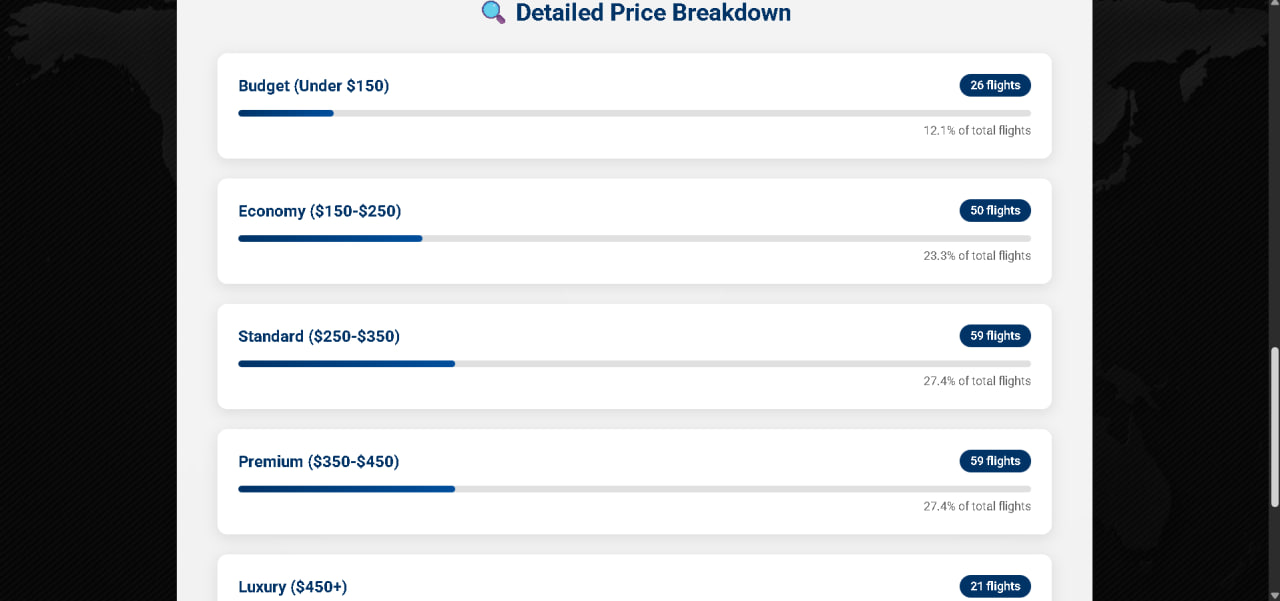 🔍 Detailed Price Breakdown
Budget (Under $150)
26 flights
12.1% of total flights
Economy ($150-$250)
50 flights
23.3% of total flights
Standard ($250-$350)
59 flights
27.4% of total flights
Premium ($350-$450)
59 flights
27.4% of total flights
Luxury ($450+)
21 flights